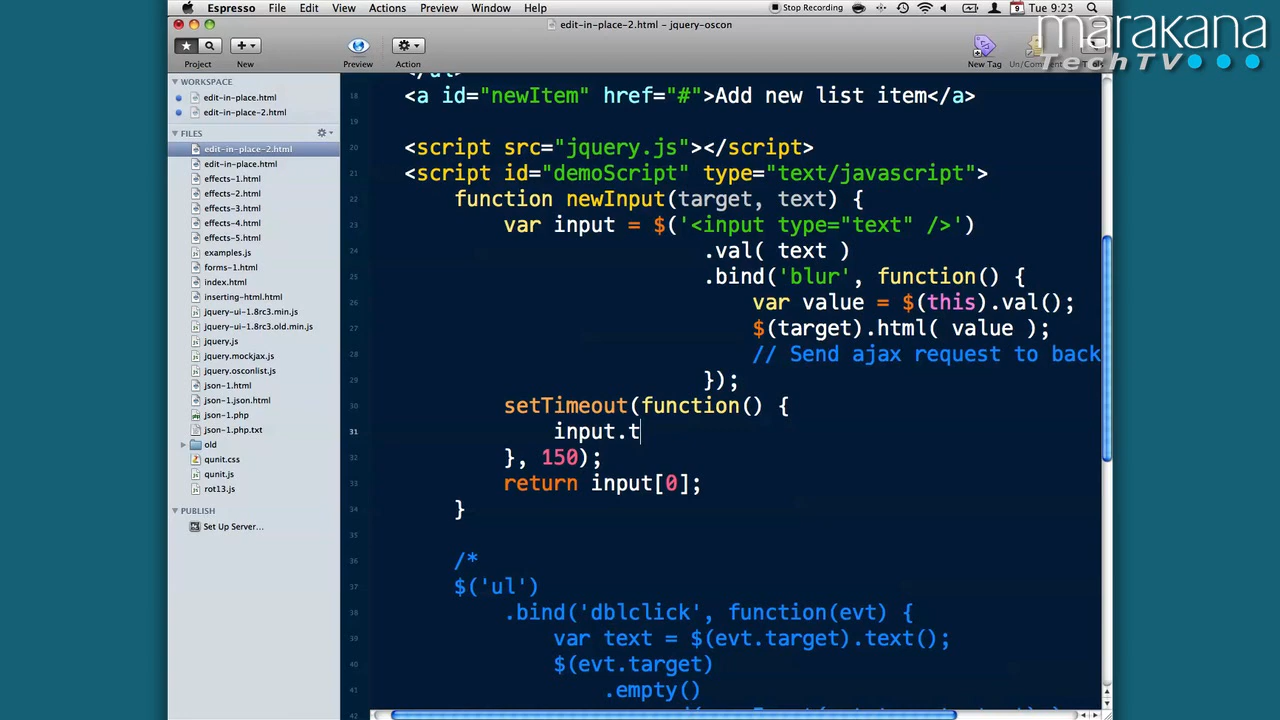 Espresso File Edit View Actions Preview Window Help Stop Recording Tue 9:23
edit-in-place-2.html - jquery-oscon
marakana
TechTV
Project New Preview Action New Tag Tools
WORKSPACE
edit-in-place.html
edit-in-place-2.html
FILES
edit-in-place-2.html
edit-in-place.html
effects-1.html
effects-2.html
effects-3.html
effects-4.html
effects-5.html
examples.js
forms-1.html
index.html
inserting-html.html
jquery-ui-1.8rc3.min.js
jquery-ui-1.8rc3.old.min.js
jquery.js
jquery.mockjax.js
jquery.osconlist.js
json-1.html
json-1.json.html
json-1.php
json-1.php.txt
old
qunit.css
qunit.js
rot13.js
PUBLISH
Set Up Server...
</ul>
18 <a id="newItem" href="#">Add new list item</a>
19
20 <script src="jquery.js"></script>
21 <script id="demoScript" type="text/javascript">
22 function newInput(target, text) {
23 var input = $('<input type="text" />')
24 .val( text )
25 .bind('blur', function() {
26 var value = $(this).val();
27 $(target).html( value );
28 // Send ajax request to back
29 });
30 setTimeout(function() {
31 input.t
32 }, 150);
33 return input[0];
34 }
35
36 /*
37 $('ul')
38 .bind('dblclick', function(evt) {
39 var text = $(evt.target).text();
40 $(evt.target)
41 .empty()
42